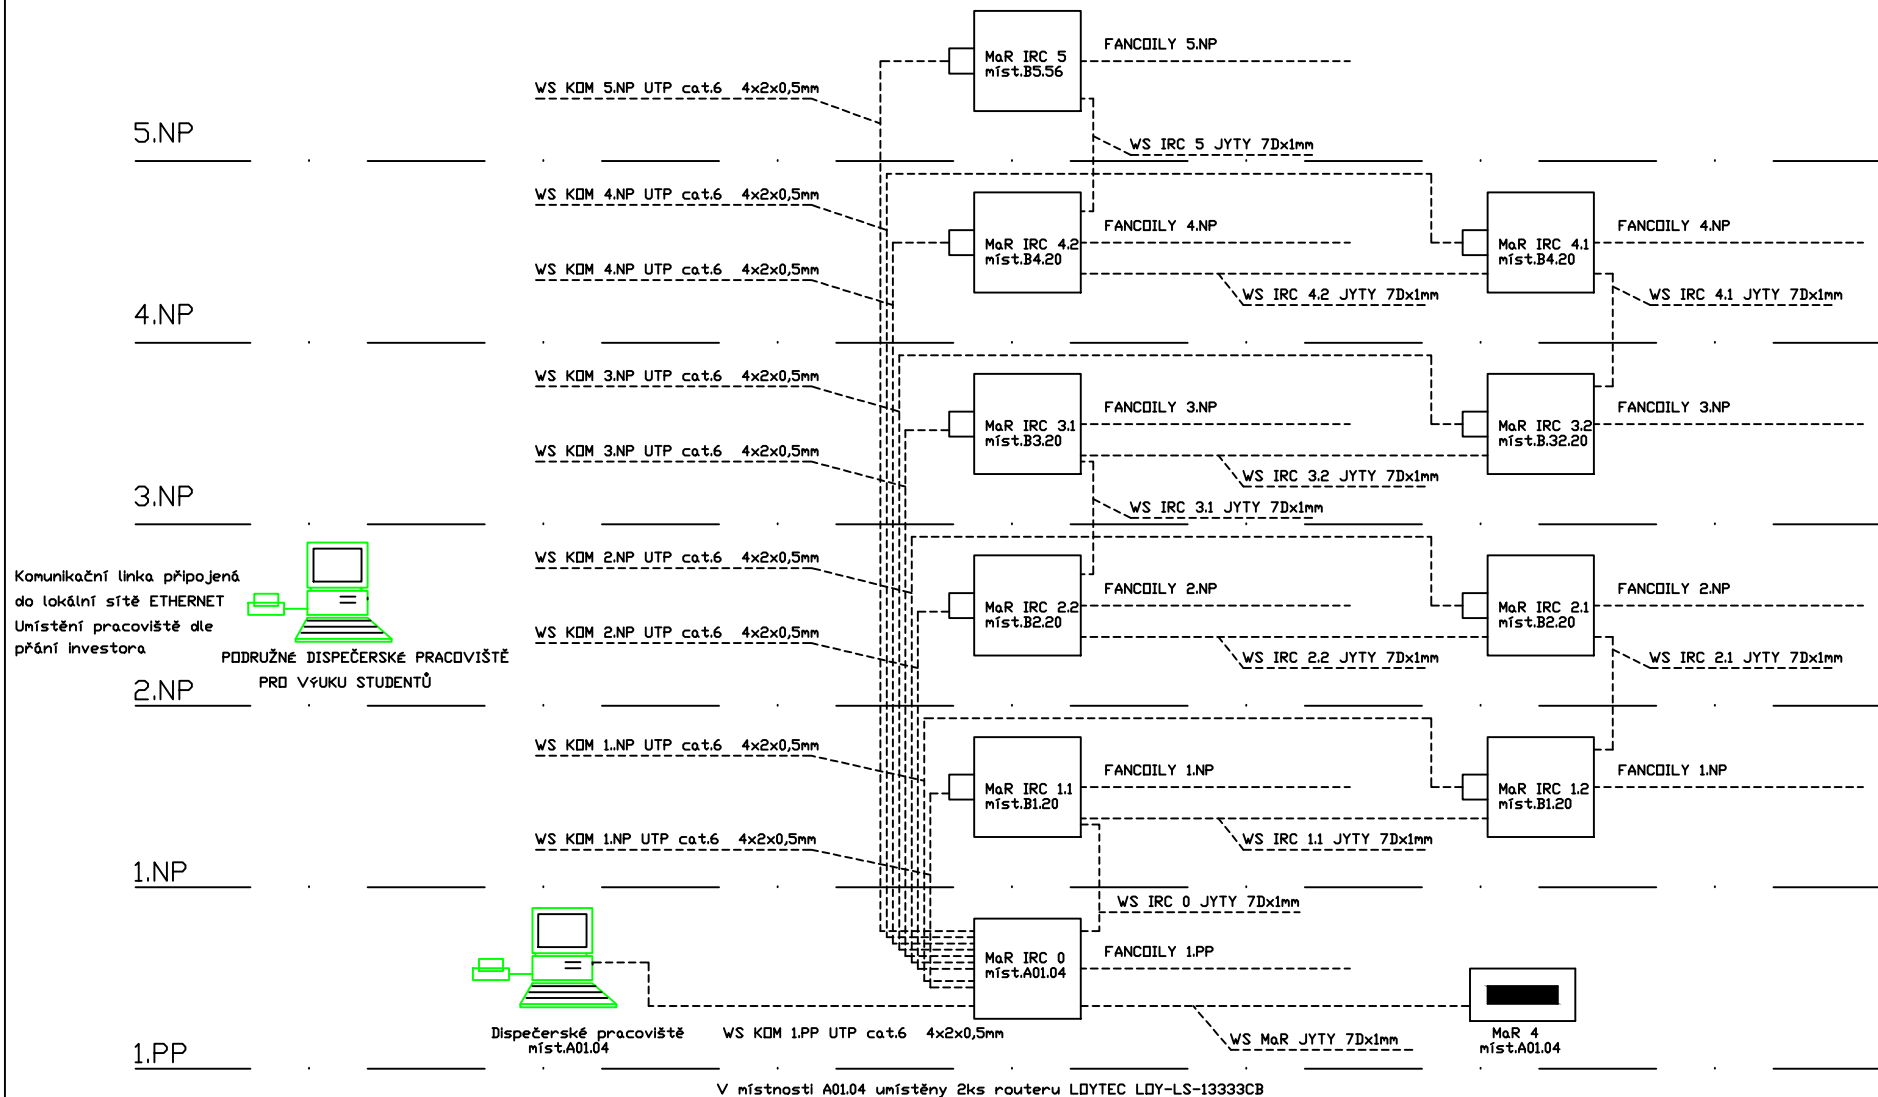 MaR IRC 5
míst.B5.56
FANCOILY 5.NP
WS KOM 5.NP UTP cat.6 4x2x0,5mm
5.NP
WS IRC 5 JYTY 7Dx1mm
WS KOM 4.NP UTP cat.6 4x2x0,5mm
MaR IRC 4.2
míst.B4.20
FANCOILY 4.NP
MaR IRC 4.1
míst.B4.20
FANCOILY 4.NP
WS KOM 4.NP UTP cat.6 4x2x0,5mm
WS IRC 4.2 JYTY 7Dx1mm
WS IRC 4.1 JYTY 7Dx1mm
4.NP
WS KOM 3.NP UTP cat.6 4x2x0,5mm
MaR IRC 3.1
míst.B3.20
FANCOILY 3.NP
MaR IRC 3.2
míst.B.32.20
FANCOILY 3.NP
WS KOM 3.NP UTP cat.6 4x2x0,5mm
WS IRC 3.2 JYTY 7Dx1mm
3.NP
WS IRC 3.1 JYTY 7Dx1mm
Komunikační linka připojená
do lokální sítě ETHERNET
Umístění pracoviště dle
přání investora
PODRUŽNÉ DISPEČERSKÉ PRACOVIŠTĚ
PRO VÝUKU STUDENTŮ
WS KOM 2.NP UTP cat.6 4x2x0,5mm
MaR IRC 2.2
míst.B2.20
FANCOILY 2.NP
MaR IRC 2.1
míst.B2.20
FANCOILY 2.NP
WS KOM 2.NP UTP cat.6 4x2x0,5mm
WS IRC 2.2 JYTY 7Dx1mm
WS IRC 2.1 JYTY 7Dx1mm
2.NP
WS KOM 1..NP UTP cat.6 4x2x0,5mm
MaR IRC 1.1
míst.B1.20
FANCOILY 1.NP
MaR IRC 1.2
míst.B1.20
FANCOILY 1.NP
WS KOM 1.NP UTP cat.6 4x2x0,5mm
WS IRC 1.1 JYTY 7Dx1mm
1.NP
WS IRC 0 JYTY 7Dx1mm
MaR IRC 0
míst.A01.04
FANCOILY 1.PP
Dispečerské pracoviště
míst.A01.04
WS KOM 1.PP UTP cat.6 4x2x0,5mm
WS MaR JYTY 7Dx1mm
MaR 4
míst.A01.04
1.PP
V místnosti A01.04 umístěny 2ks routeru LOYTEC LOY-LS-13333CB